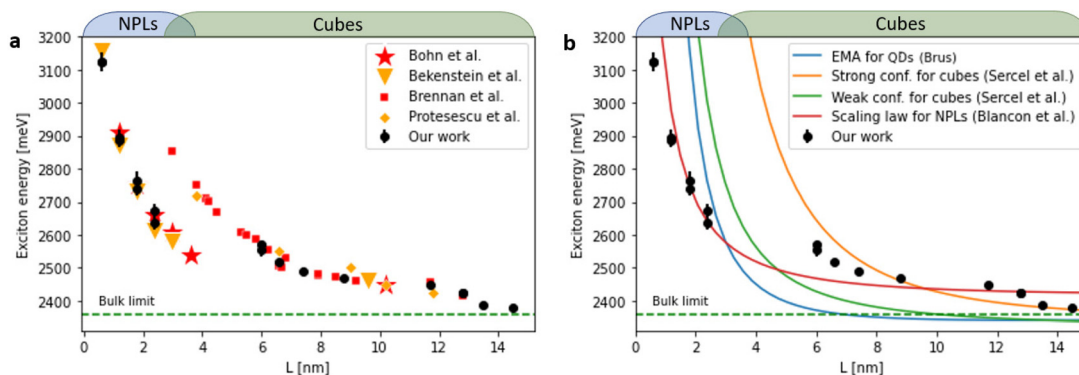 NPLs
Cubes
a
3200
3100
3000
2900
2800
2700
2600
2500
2400
Exciton energy [meV]
Bohn et al.
Bekenstein et al.
Brennan et al.
Protesescu et al.
Our work
Bulk limit
0
2
4
6
8
10
12
14
L [nm]
NPLs
Cubes
b
3200
3100
3000
2900
2800
2700
2600
2500
2400
Exciton energy [meV]
EMA for QDs (Brus)
Strong conf. for cubes (Sercel et al.)
Weak conf. for cubes (Sercel et al.)
Scaling law for NPLs (Blancon et al.)
Our work
Bulk limit
0
2
4
6
8
10
12
14
L [nm]